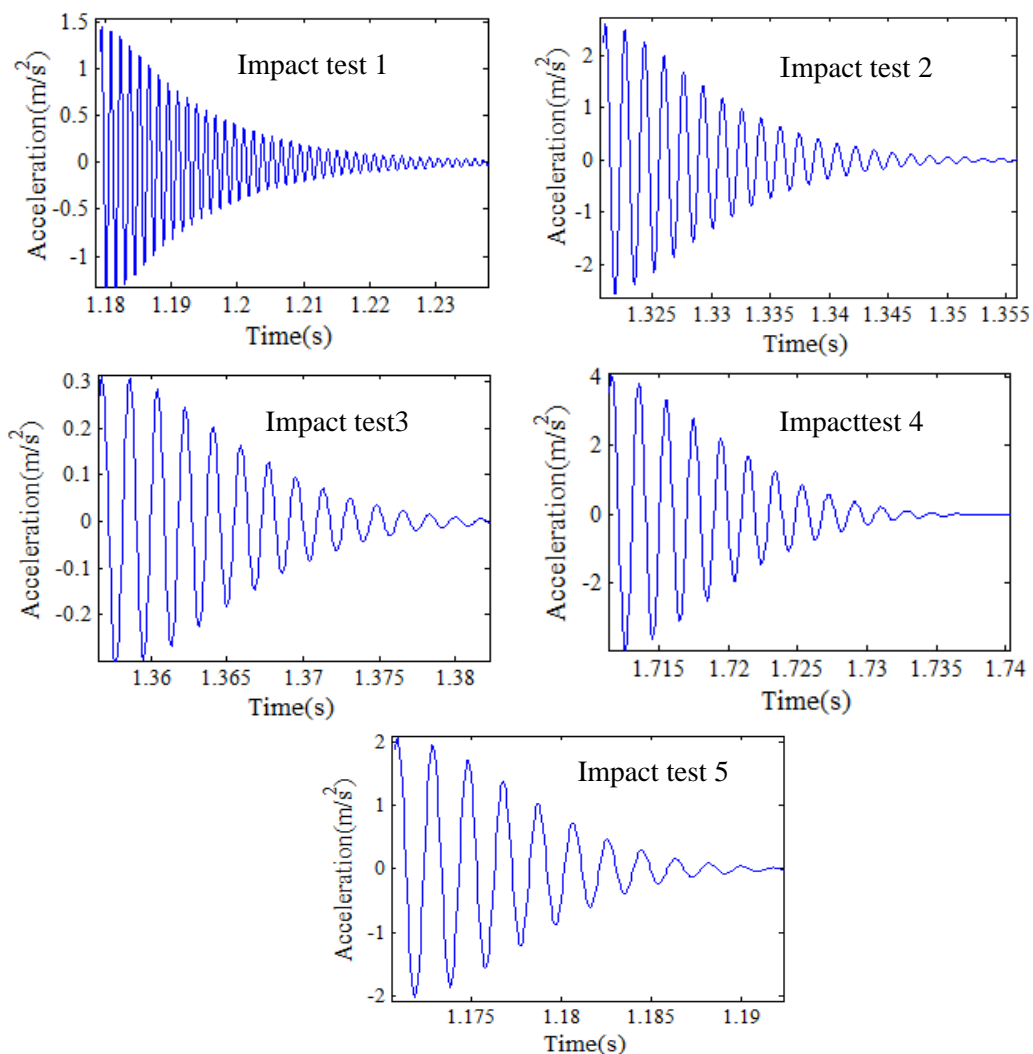 Impact test 1
Acceleration(m/s²)
1.5
1
0.5
0
-0.5
-1
1.18 1.19 1.2 1.21 1.22 1.23
Time(s)
Impact test 2
Acceleration(m/s²)
2
1
0
-1
-2
1.325 1.33 1.335 1.34 1.345 1.35 1.355
Time(s)
Impact test3
Acceleration(m/s²)
0.3
0.2
0.1
0
-0.1
-0.2
1.36 1.365 1.37 1.375 1.38
Time(s)
Impacttest 4
Acceleration(m/s²)
4
2
0
-2
1.715 1.72 1.725 1.73 1.735 1.74
Time(s)
Impact test 5
Acceleration(m/s²)
2
1
0
-1
-2
1.175 1.18 1.185 1.19
Time(s)